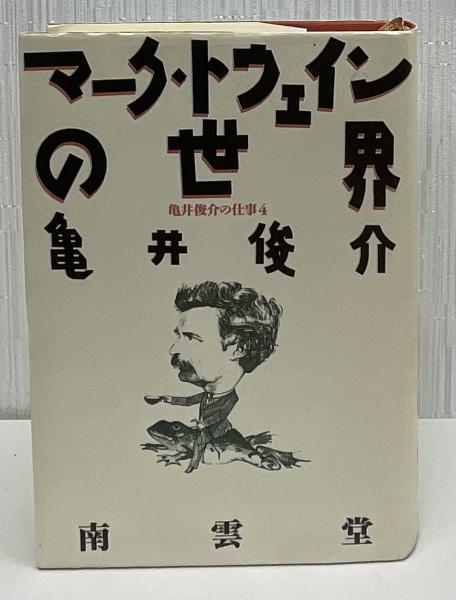 マーク・トウェイン
の世界
亀井俊介の仕事4
亀井俊介
南雲堂